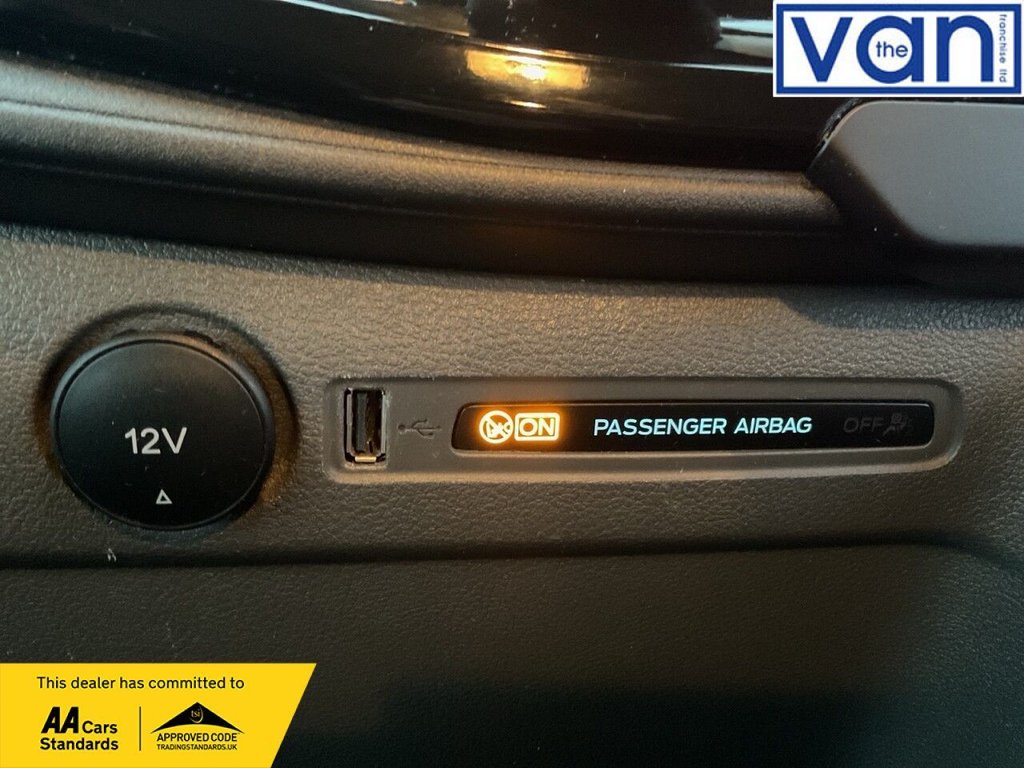 the van
franchise ltd
12V
ON PASSENGER AIRBAG OFF
This dealer has committed to
AA Cars
Standards
tsi
APPROVED CODE
TRADINGSTANDARDS.UK